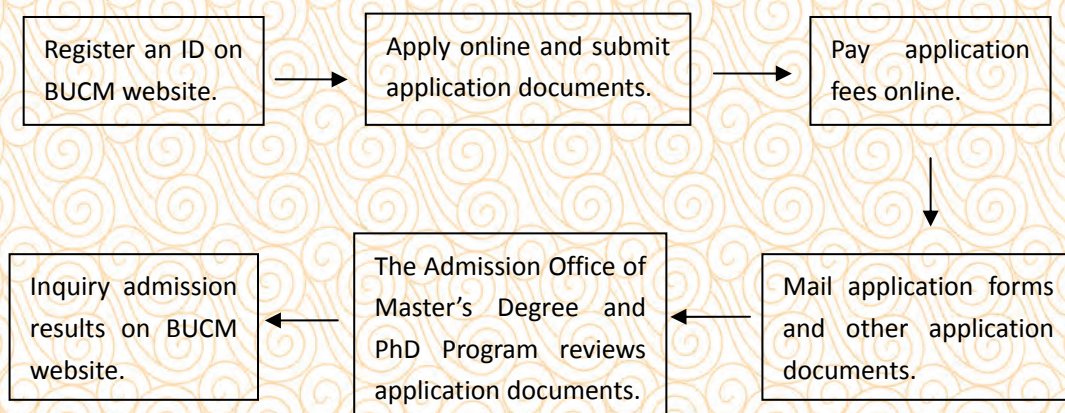 Register an ID on
BUCM website.
Apply online and submit
application documents.
Pay application
fees online.
Mail application forms
and other application
documents.
The Admission Office of
Master's Degree and
PhD Program reviews
application documents.
Inquiry admission
results on BUCM
website.